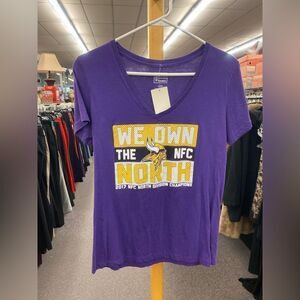 WE OWN
THE NFC
NORTH
2017 NFC NORTH DIVISION CHAMPIONS